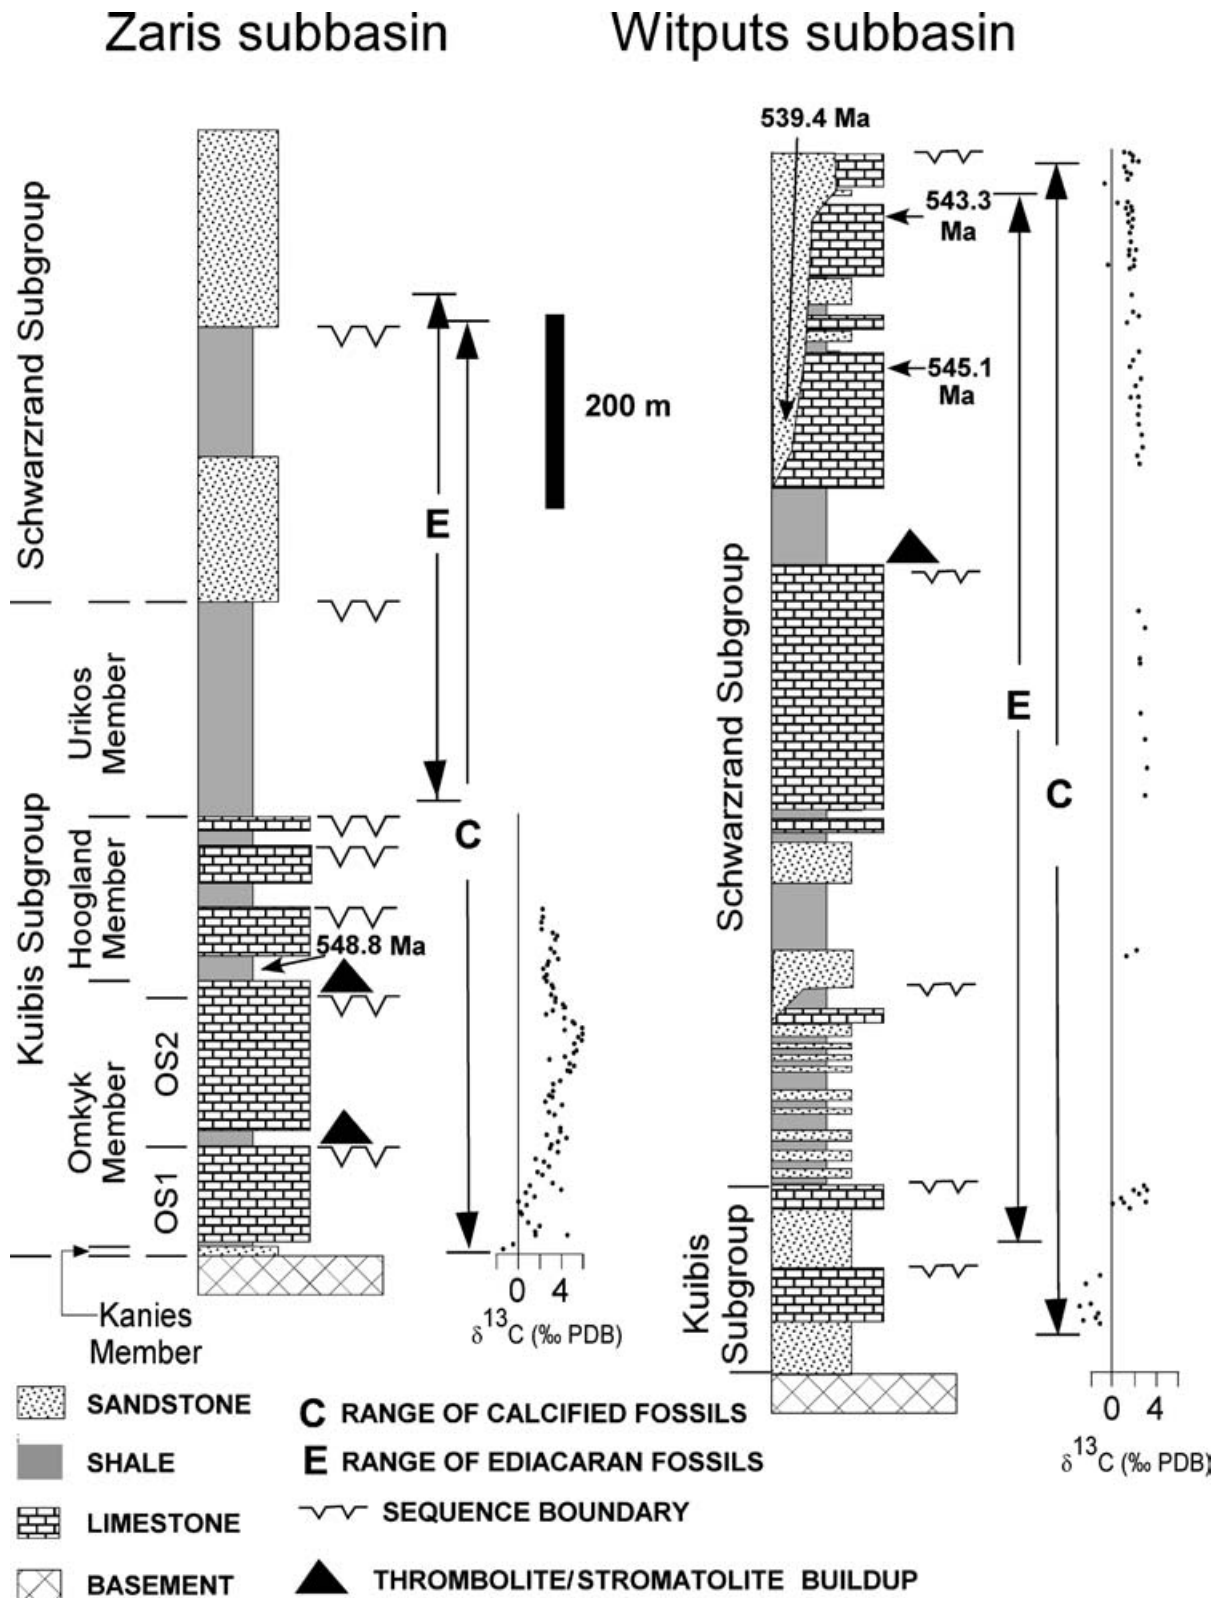 Zaris subbasin
Witputs subbasin
Schwarzrand Subgroup
Kuibis Subgroup
Urikos
Member
Hoogland
Member
Omkyk
Member
OS2
OS1
Kanies
Member
548.8 Ma
E
C
200 m
0 4
δ13C (‰ PDB)
539.4 Ma
543.3
Ma
545.1
Ma
Schwarzrand Subgroup
Kuibis
Subgroup
E
C
0 4
δ13C (‰ PDB)
SANDSTONE
SHALE
LIMESTONE
BASEMENT
C RANGE OF CALCIFIED FOSSILS
E RANGE OF EDIACARAN FOSSILS
SEQUENCE BOUNDARY
THROMBOLITE/STROMATOLITE BUILDUP